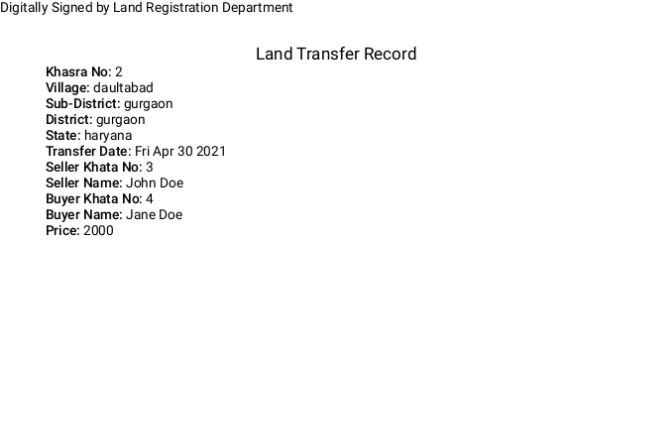 Digitally Signed by Land Registration Department
Land Transfer Record
Khasra No: 2
Village: daultabad
Sub-District: gurgaon
District: gurgaon
State: haryana
Transfer Date: Fri Apr 30 2021
Seller Khata No: 3
Seller Name: John Doe
Buyer Khata No: 4
Buyer Name: Jane Doe
Price: 2000